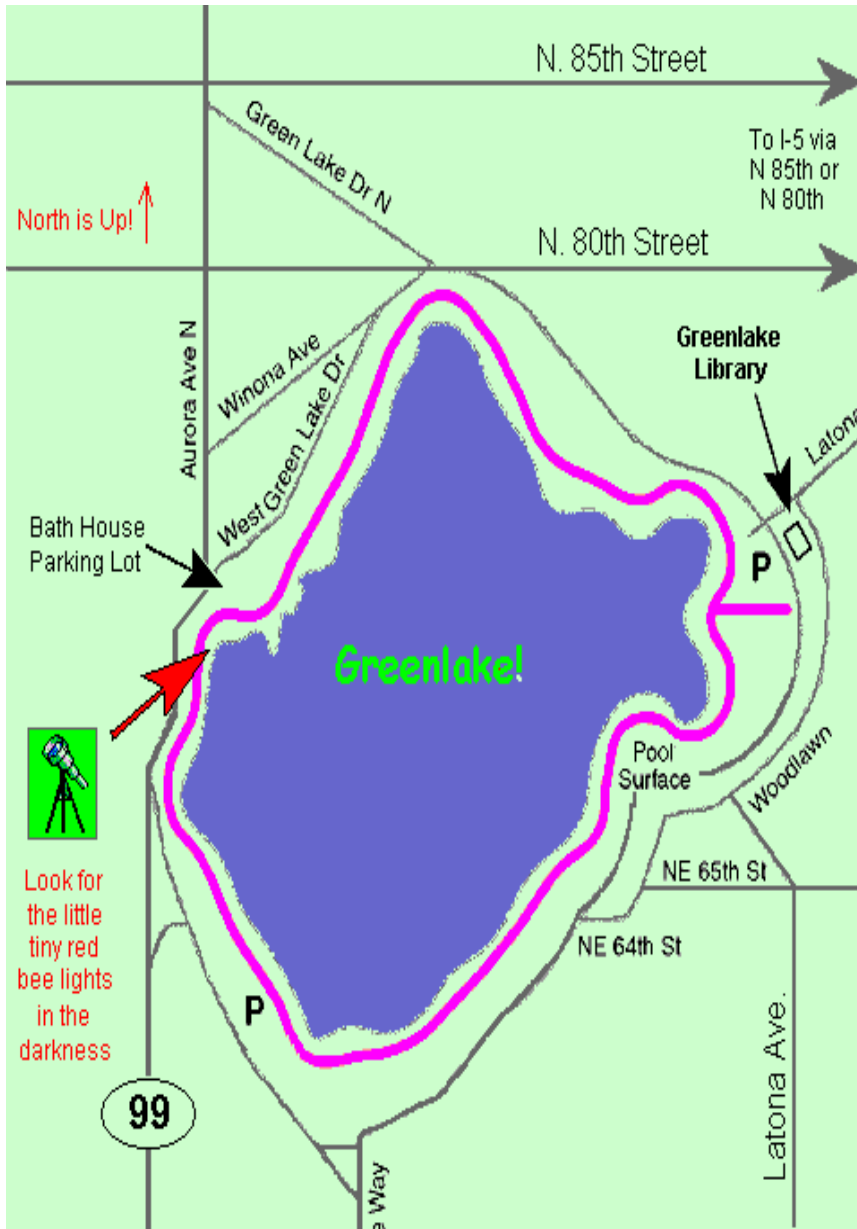 N. 85th Street
Green Lake Dr N
To I-5 via
N 85th or
N 80th
North is Up!
N. 80th Street
Aurora Ave N
Winona Ave
West Green Lake Dr
Greenlake
Library
Latona
Bath House
Parking Lot
P
Greenlake!
Pool
Surface
Woodlawn
Look for
the little
tiny red
bee lights
in the
darkness
NE 65th St
NE 64th St
P
99
Latona Ave.
e Way